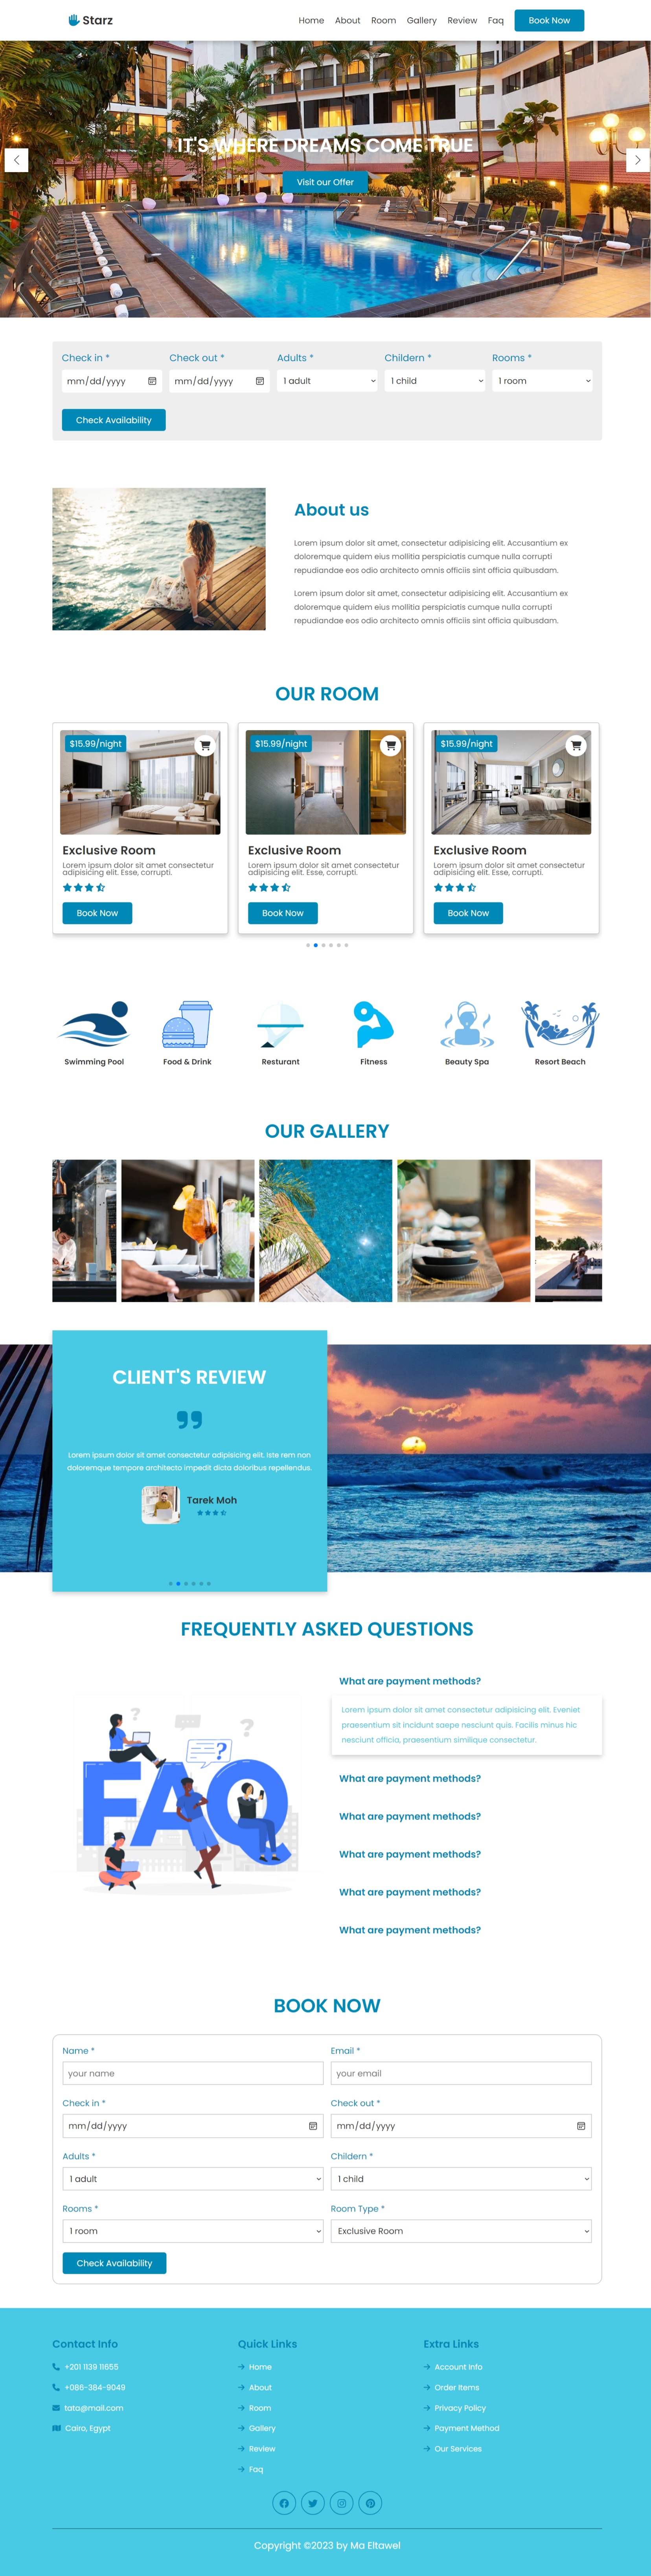 Starz
Home About Room Gallery Review Faq Book Now
IT'S WHERE DREAMS COME TRUE
Visit our Offer
Check in * Check out * Adults * Childern * Rooms *
mm/dd/yyyy mm/dd/yyyy 1 adult 1 child 1 room
Check Availability
About us
Lorem ipsum dolor sit amet, consectetur adipisicing elit. Accusantium ex
doloremque quidem eius mollitia perspiciatis cumque nulla corrupti
repudiandae eos odio architecto omnis officiis sint officia quibusdam.
Lorem ipsum dolor sit amet, consectetur adipisicing elit. Accusantium ex
doloremque quidem eius mollitia perspiciatis cumque nulla corrupti
repudiandae eos odio architecto omnis officiis sint officia quibusdam.
OUR ROOM
$15.99/night
Exclusive Room
Lorem ipsum dolor sit amet consectetur
adipisicing elit. Esse, corrupti.
Book Now
$15.99/night
Exclusive Room
Lorem ipsum dolor sit amet consectetur
adipisicing elit. Esse, corrupti.
Book Now
$15.99/night
Exclusive Room
Lorem ipsum dolor sit amet consectetur
adipisicing elit. Esse, corrupti.
Book Now
Swimming Pool Food & Drink Resturant Fitness Beauty Spa Resort Beach
OUR GALLERY
CLIENT'S REVIEW
Lorem ipsum dolor sit amet consectetur adipisicing elit. Iste rem non
doloremque tempore architecto impedit dicta doloribus repellendus.
Tarek Moh
FREQUENTLY ASKED QUESTIONS
? ? ?
FAQ
What are payment methods?
Lorem ipsum dolor sit amet consectetur adipisicing elit. Eveniet
praesentium sit incidunt saepe nesciunt quis. Facilis minus hic
nesciunt officia, praesentium similique consectetur.
What are payment methods?
What are payment methods?
What are payment methods?
What are payment methods?
What are payment methods?
BOOK NOW
Name * Email *
your name your email
Check in * Check out *
mm/dd/yyyy mm/dd/yyyy
Adults * Childern *
1 adult 1 child
Rooms * Room Type *
1 room Exclusive Room
Check Availability
Contact Info
+201 1139 11655
+086-384-9049
tata@mail.com
Cairo, Egypt
Quick Links
Home
About
Room
Gallery
Review
Faq
Extra Links
Account Info
Order Items
Privacy Policy
Payment Method
Our Services
Copyright ©2023 by Ma Eltawel